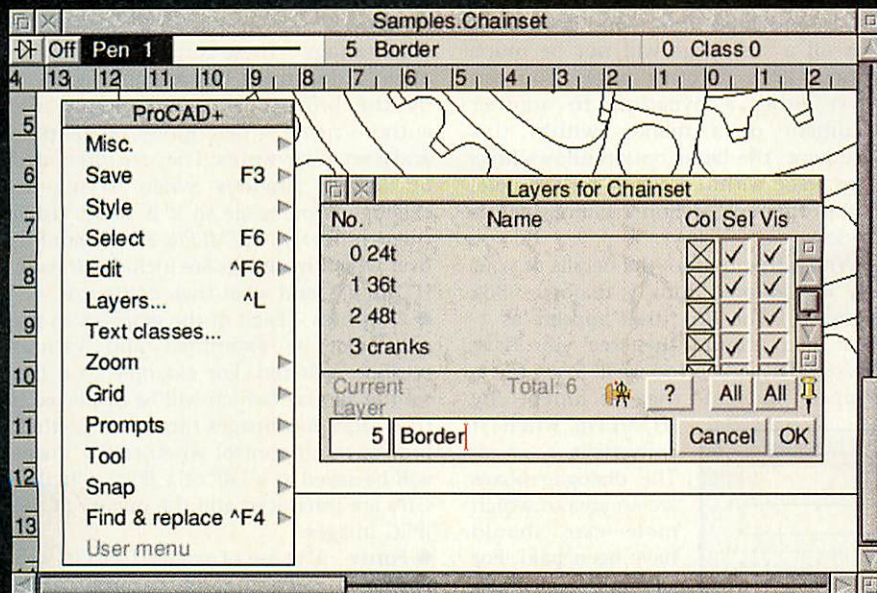 Samples.Chainset
Off Pen 1 5 Border 0 Class 0
4 13 12 11 10 9 8 7 6 5 4 3 2 1 0 1 2
5
6
7
8
9
10
11
12
13
ProCAD+
Misc.
Save F3
Style
Select F6
Edit ^F6
Layers... ^L
Text classes...
Zoom
Grid
Prompts
Tool
Snap
Find & replace ^F4
User menu
Layers for Chainset
No. Name Col Sel Vis
0 24t
1 36t
2 48t
3 cranks
Current Layer
Total: 6
? All All
5 Border
Cancel OK